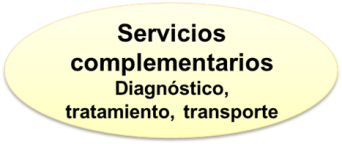 Servicios
complementarios
Diagnóstico,
tratamiento, transporte